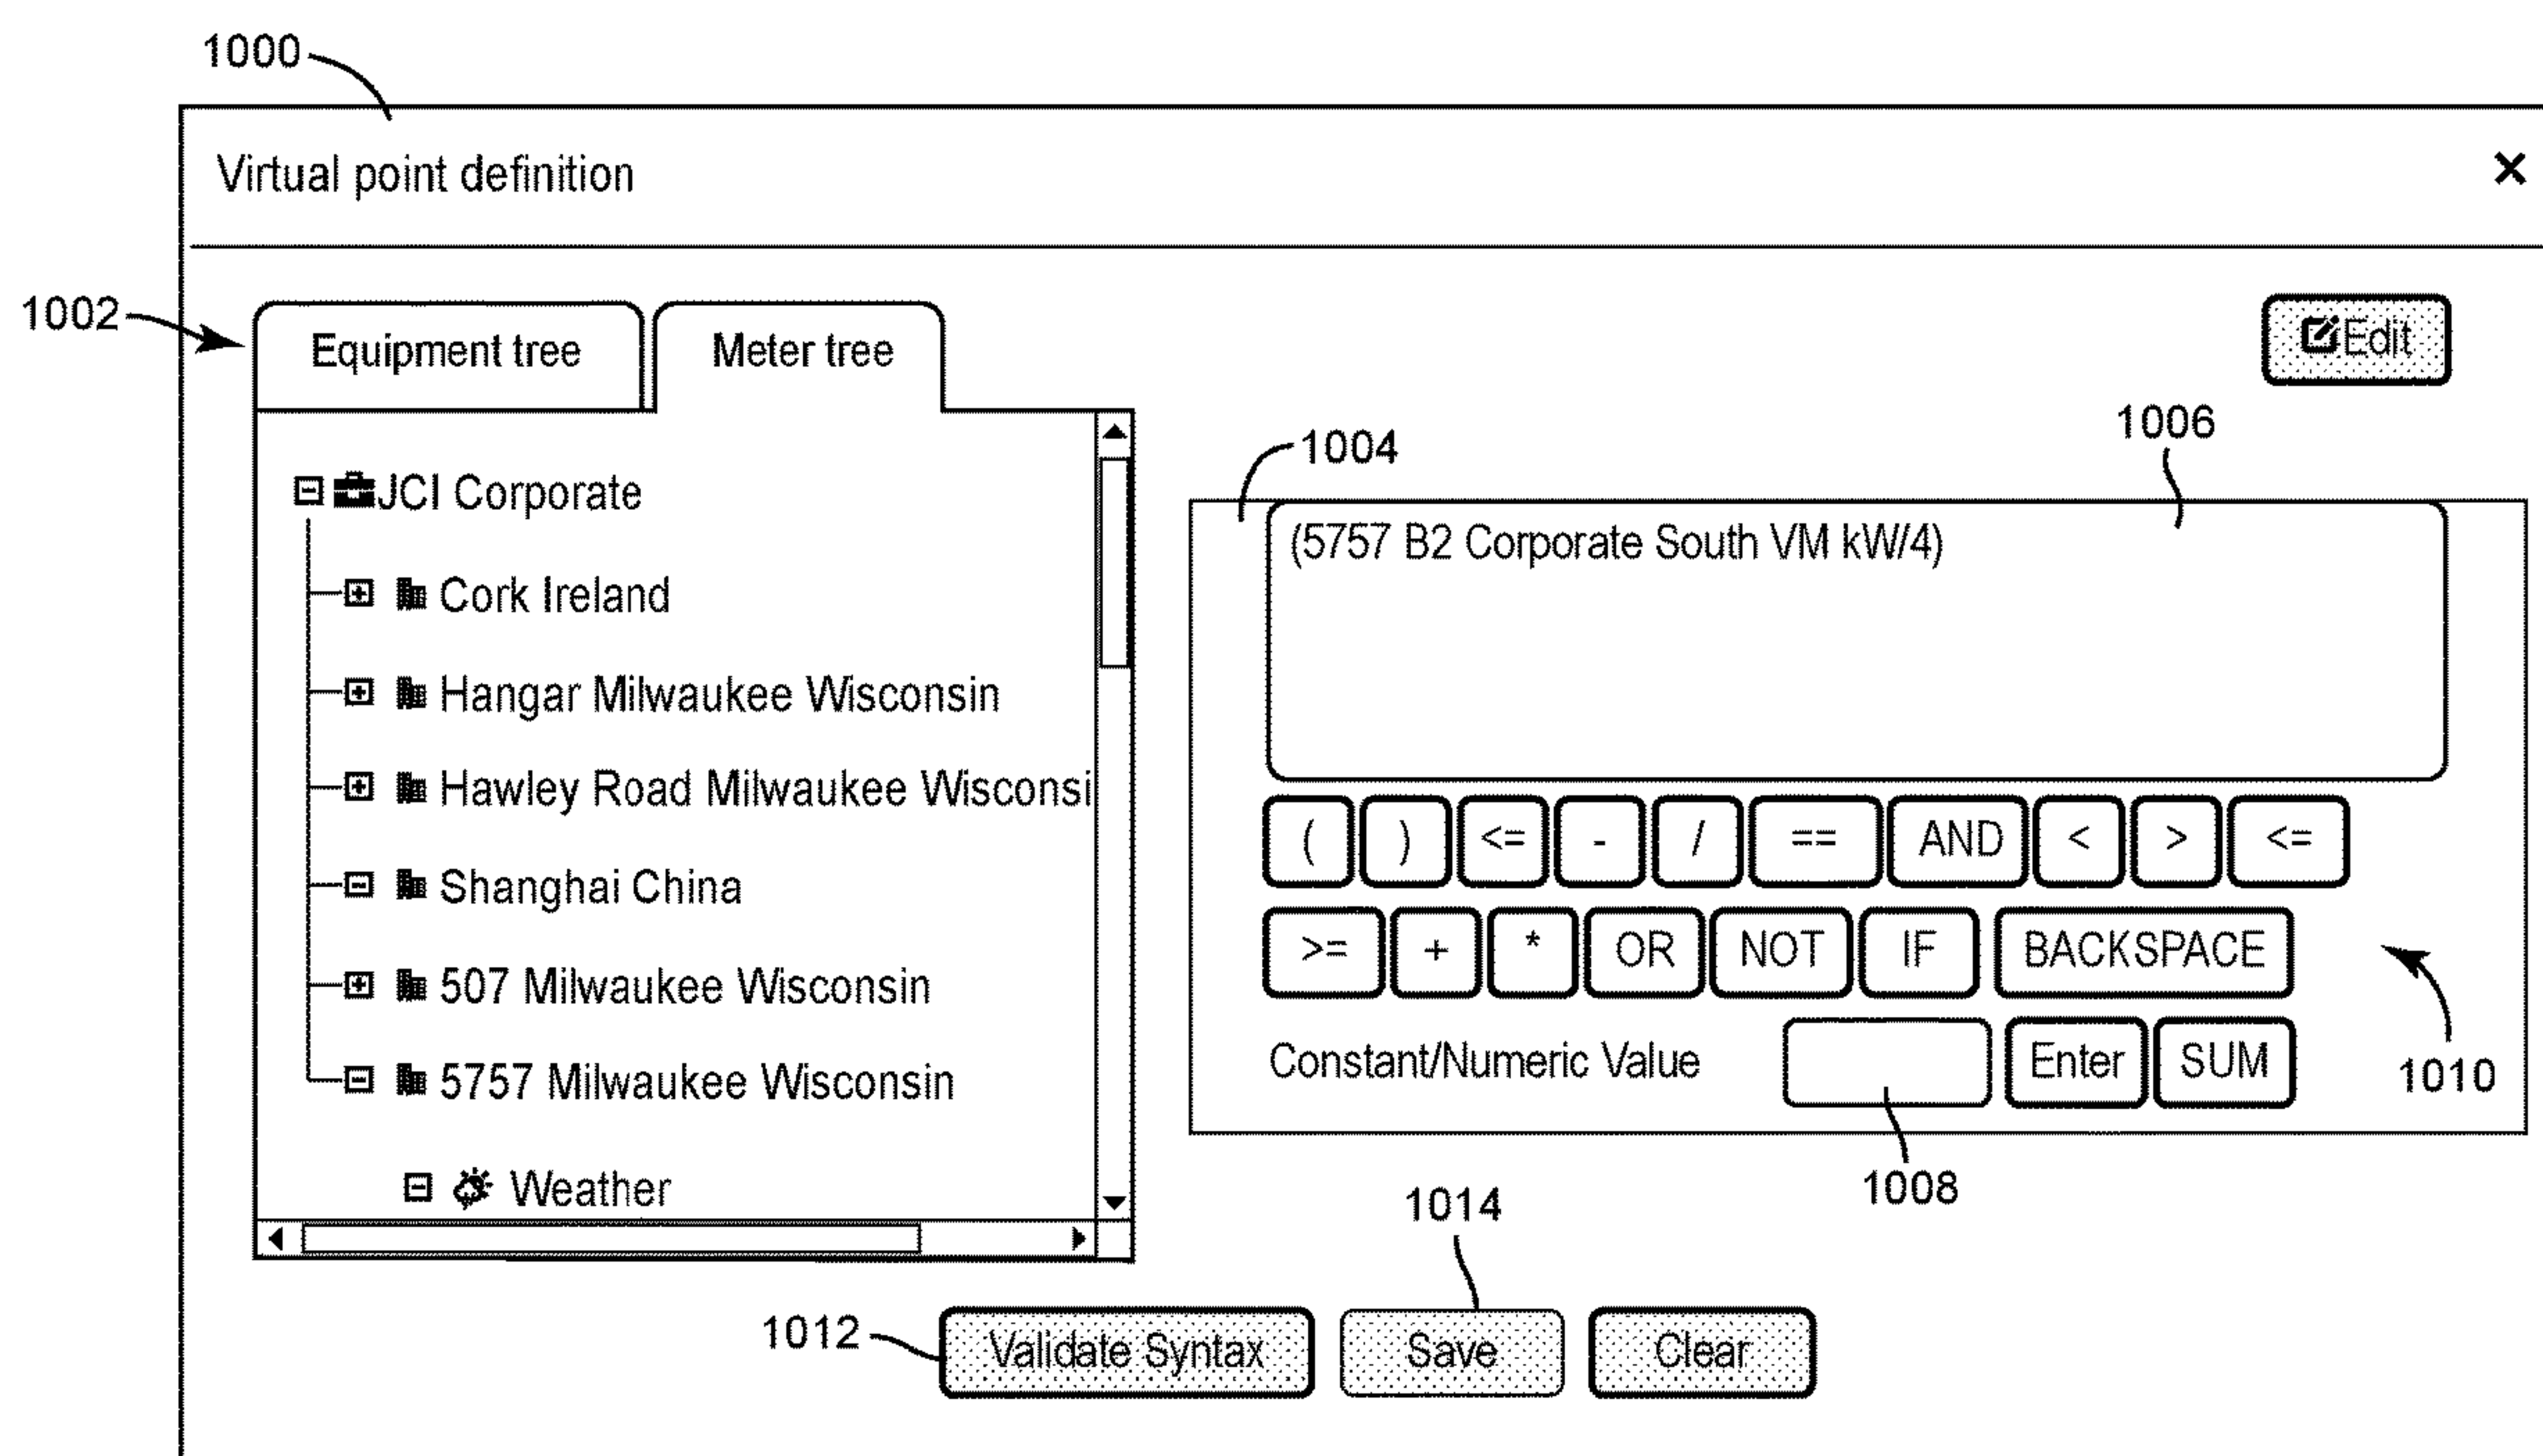 1000
Virtual point definition
×
1002
Equipment tree
Meter tree
Edit
1004
1006
JCI Corporate
Cork Ireland
Hangar Milwaukee Wisconsin
Hawley Road Milwaukee Wisconsi
Shanghai China
507 Milwaukee Wisconsin
5757 Milwaukee Wisconsin
Weather
(5757 B2 Corporate South VM kW/4)
( ) <= - / == AND < > <=
>= + * OR NOT IF BACKSPACE
Constant/Numeric Value Enter SUM
1010
1008
1014
1012
Validate Syntax Save Clear